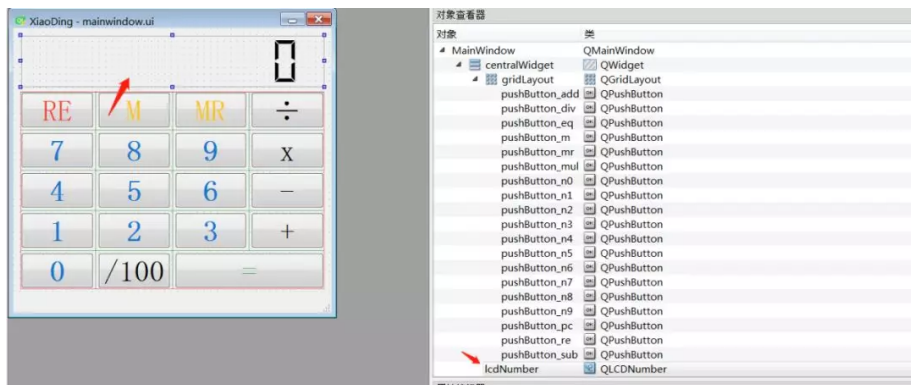 XiaoDing - mainwindow.ui
0
RE M MR ÷
7 8 9 x
4 5 6 −
1 2 3 +
0 /100 =
对象查看器
对象 类
MainWindow QMainWindow
centralWidget QWidget
gridLayout QGridLayout
pushButton_add QPushButton
pushButton_div QPushButton
pushButton_eq QPushButton
pushButton_m QPushButton
pushButton_mr QPushButton
pushButton_mul QPushButton
pushButton_n0 QPushButton
pushButton_n1 QPushButton
pushButton_n2 QPushButton
pushButton_n3 QPushButton
pushButton_n4 QPushButton
pushButton_n5 QPushButton
pushButton_n6 QPushButton
pushButton_n7 QPushButton
pushButton_n8 QPushButton
pushButton_n9 QPushButton
pushButton_pc QPushButton
pushButton_re QPushButton
pushButton_sub QPushButton
lcdNumber QLCDNumber